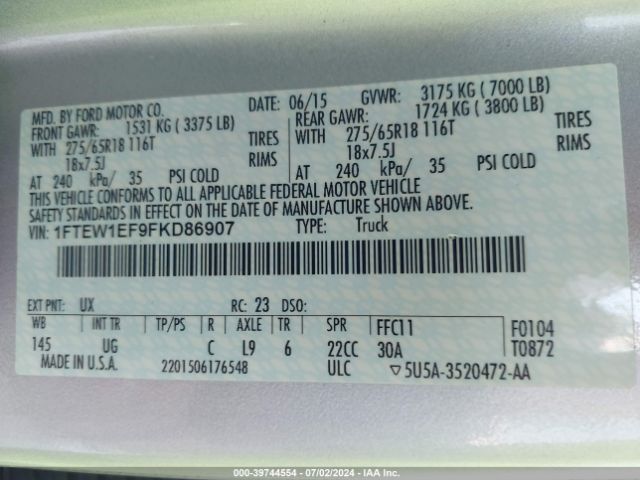 MFD. BY FORD MOTOR CO.
DATE: 06/15 GVWR: 3175 KG ( 7000 LB)
FRONT GAWR: 1531 KG ( 3375 LB) REAR GAWR: 1724 KG ( 3800 LB)
WITH 275/65R18 116T TIRES WITH 275/65R18 116T TIRES
18x7.5J RIMS 18x7.5J RIMS
AT 240 kPa/ 35 PSI COLD AT 240 kPa/ 35 PSI COLD
THIS VEHICLE CONFORMS TO ALL APPLICABLE FEDERAL MOTOR VEHICLE
SAFETY STANDARDS IN EFFECT ON THE DATE OF MANUFACTURE SHOWN ABOVE.
VIN: 1FTEW1EF9FKD86907 TYPE: Truck
EXT PNT: UX RC: 23 DSO:
WB INT TR TP/PS R AXLE TR SPR FFC11 F0104
145 UG C L9 6 22CC 30A T0872
MADE IN U.S.A. 2201506176548 ULC ▽5U5A-3520472-AA
000-39744554 | 07/02/2024 | IAA Inc.